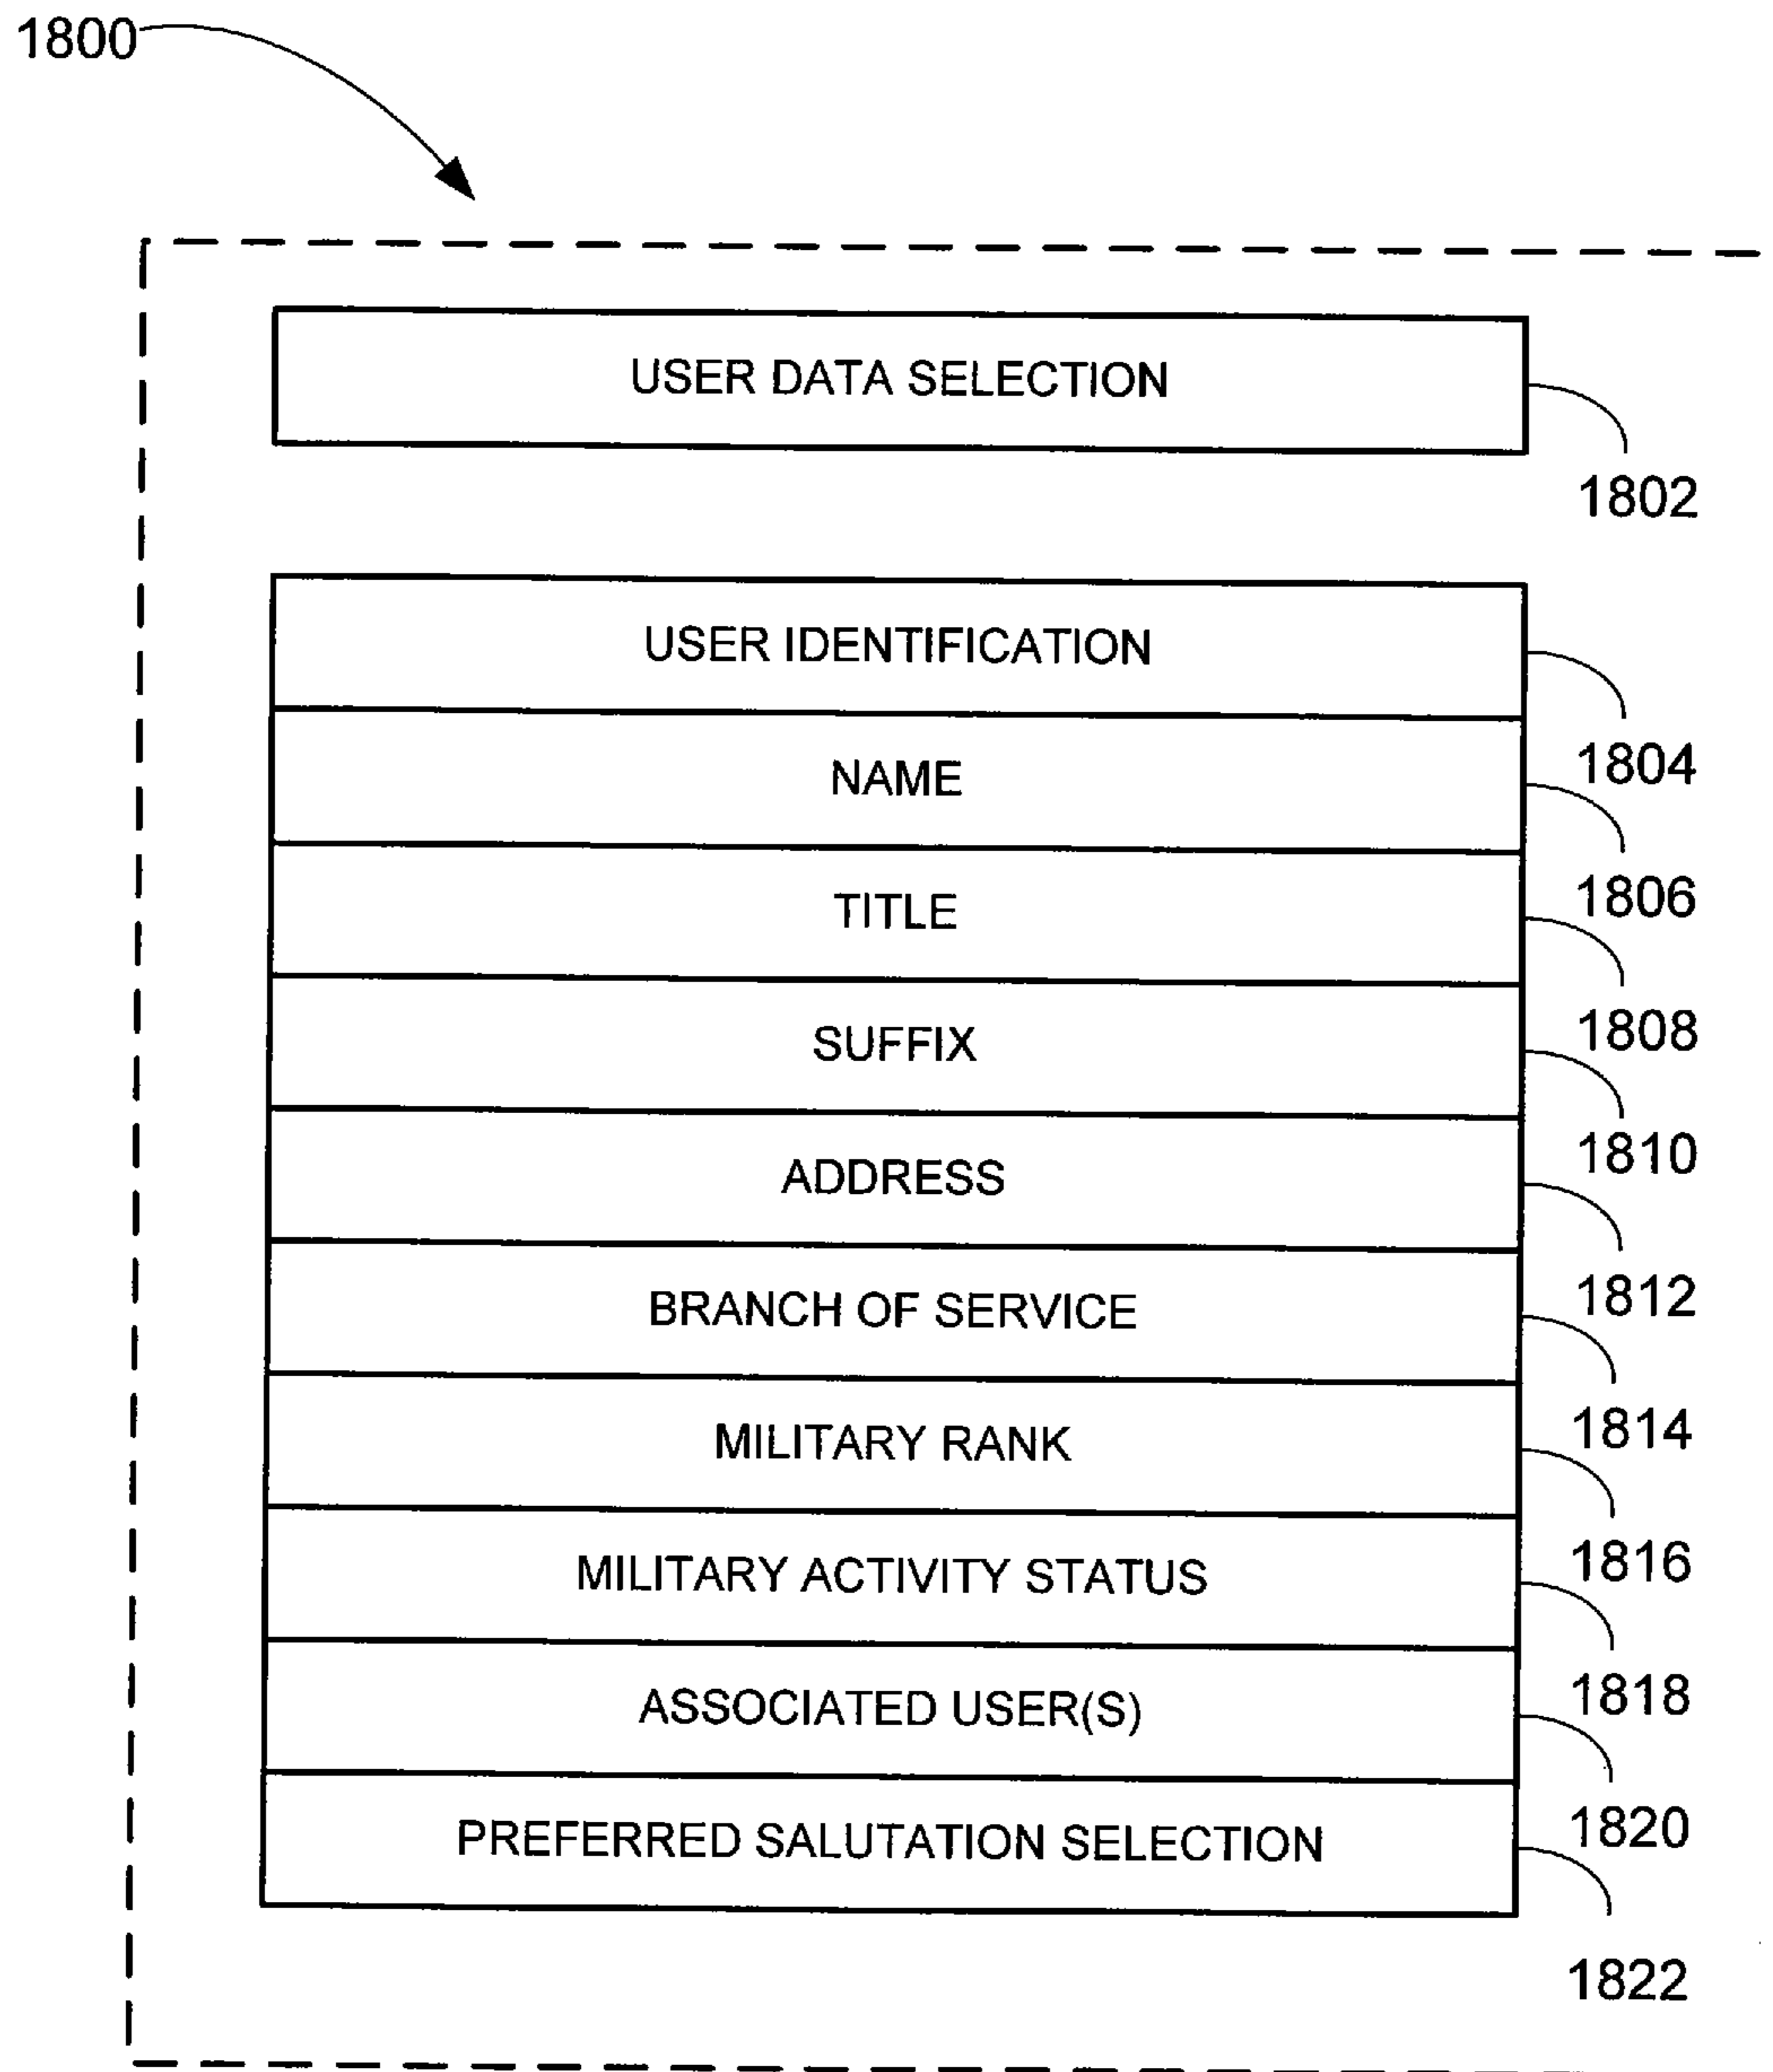 1800
USER DATA SELECTION
1802
USER IDENTIFICATION
1804
NAME
1806
TITLE
1808
SUFFIX
1810
ADDRESS
1812
BRANCH OF SERVICE
1814
MILITARY RANK
1816
MILITARY ACTIVITY STATUS
1818
ASSOCIATED USER(S)
1820
PREFERRED SALUTATION SELECTION
1822